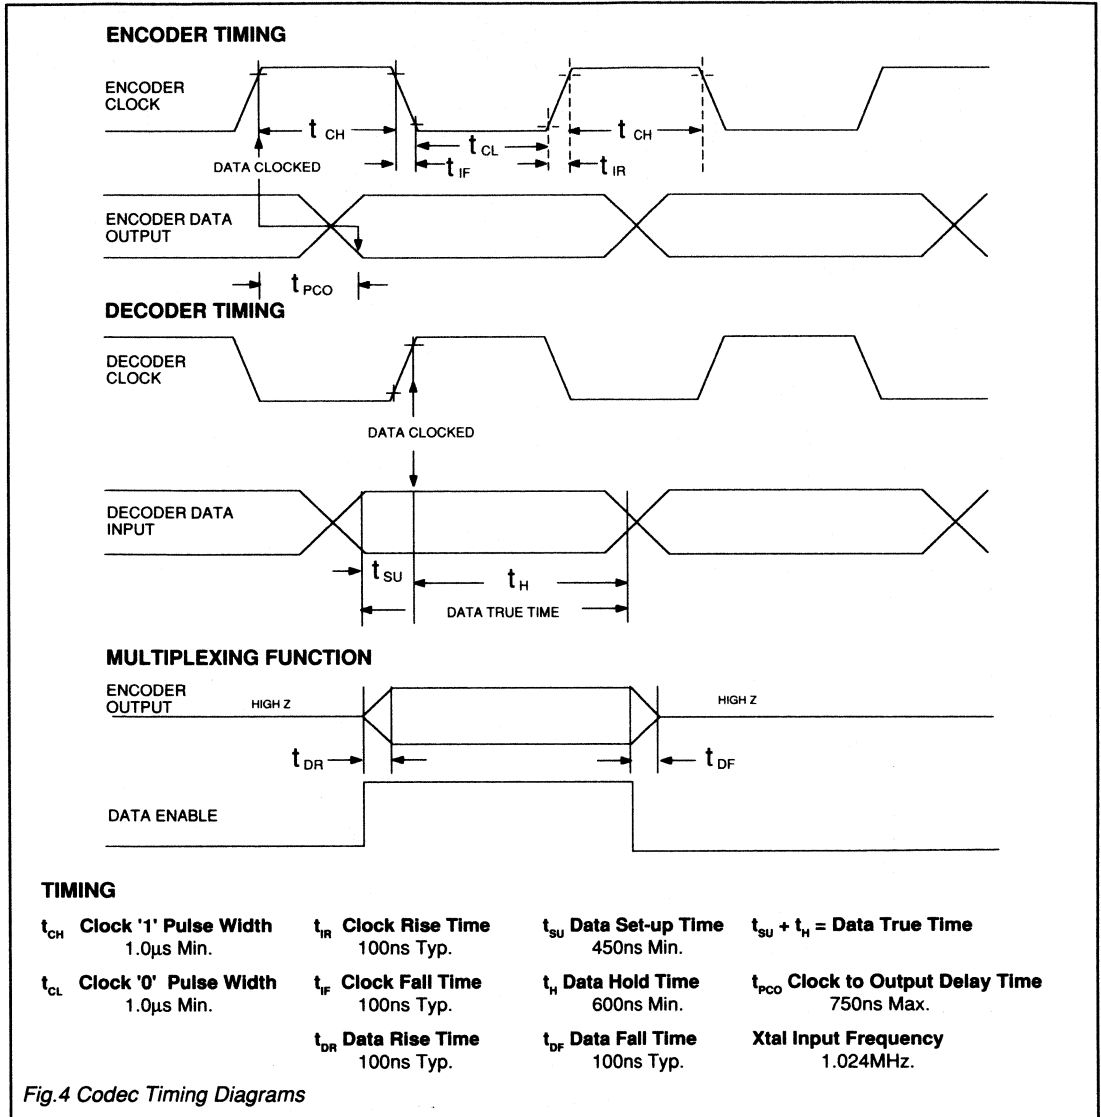 ENCODER TIMING
ENCODER
CLOCK
t CH
t CH
t CL
DATA CLOCKED
t IF
t IR
ENCODER DATA
OUTPUT
t PCO
DECODER TIMING
DECODER
CLOCK
DATA CLOCKED
DECODER DATA
INPUT
t SU
t H
DATA TRUE TIME
MULTIPLEXING FUNCTION
ENCODER
OUTPUT
HIGH Z
HIGH Z
t DR
t DF
DATA ENABLE
TIMING
tCH Clock '1' Pulse Width
1.0µs Min.
tIR Clock Rise Time
100ns Typ.
tSU Data Set-up Time
450ns Min.
tSU + tH = Data True Time
tCL Clock '0' Pulse Width
1.0µs Min.
tIF Clock Fall Time
100ns Typ.
tH Data Hold Time
600ns Min.
tPCO Clock to Output Delay Time
750ns Max.
tDR Data Rise Time
100ns Typ.
tDF Data Fall Time
100ns Typ.
Xtal Input Frequency
1.024MHz.
Fig.4 Codec Timing Diagrams